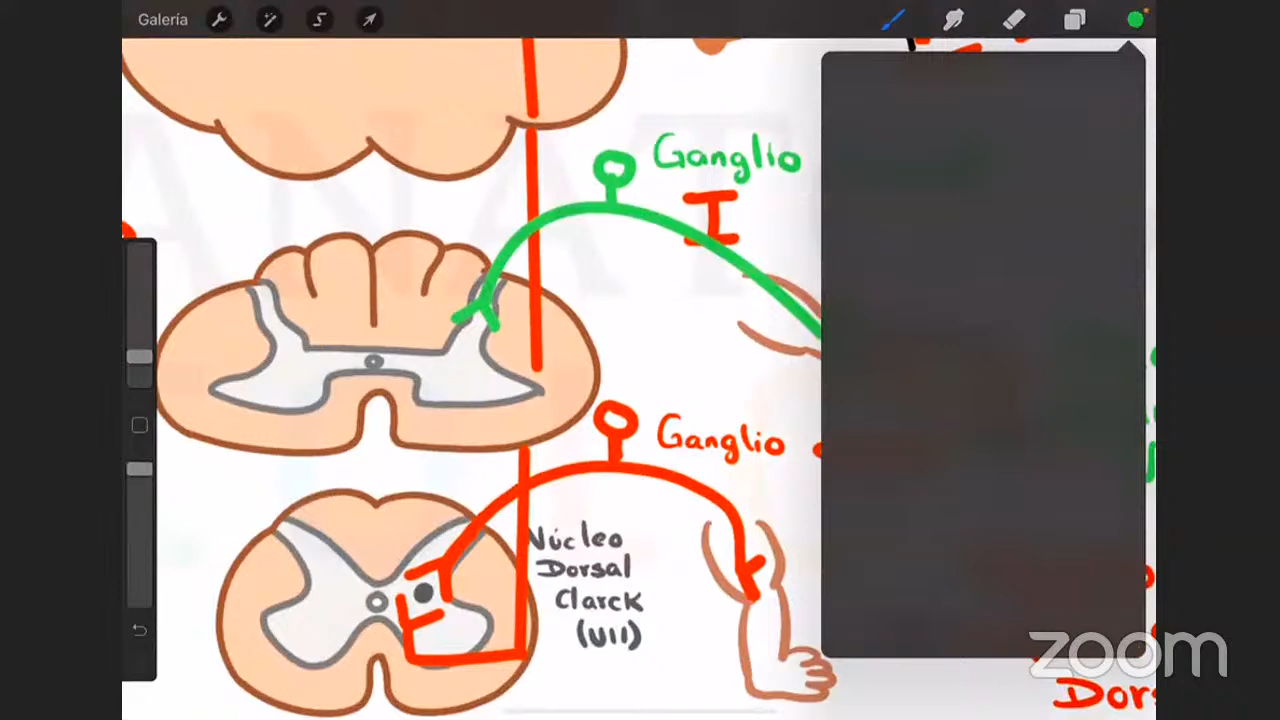 Galería
Ganglio
I
Ganglio
Núcleo
Dorsal
Clarck
(VII)
zoom
Dors